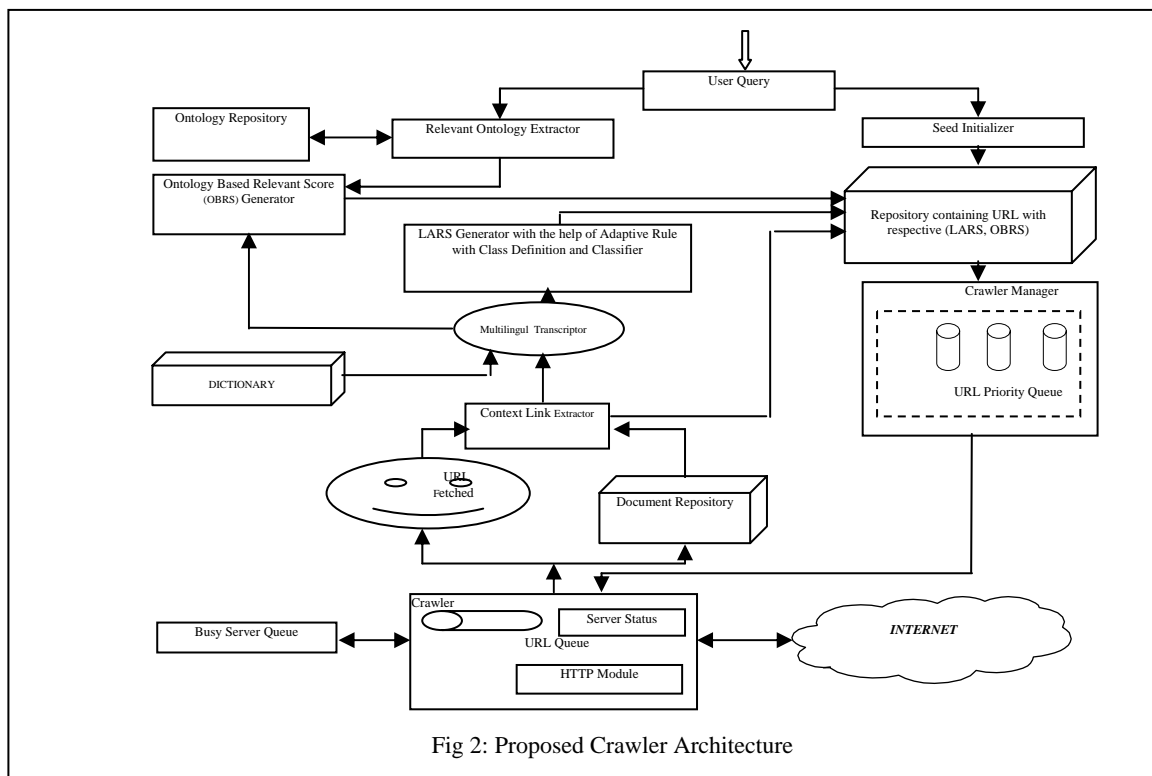 User Query
Ontology Repository
Relevant Ontology Extractor
Seed Initializer
Ontology Based Relevant Score
(OBRS) Generator
Repository containing URL with
respective (LARS, OBRS)
LARS Generator with the help of Adaptive Rule
with Class Definition and Classifier
Crawler Manager
Multilingul Transcriptor
URL Priority Queue
DICTIONARY
Context Link Extractor
URL
Fetched
Document Repository
Crawler
Server Status
URL Queue
Busy Server Queue
INTERNET
HTTP Module
Fig 2: Proposed Crawler Architecture